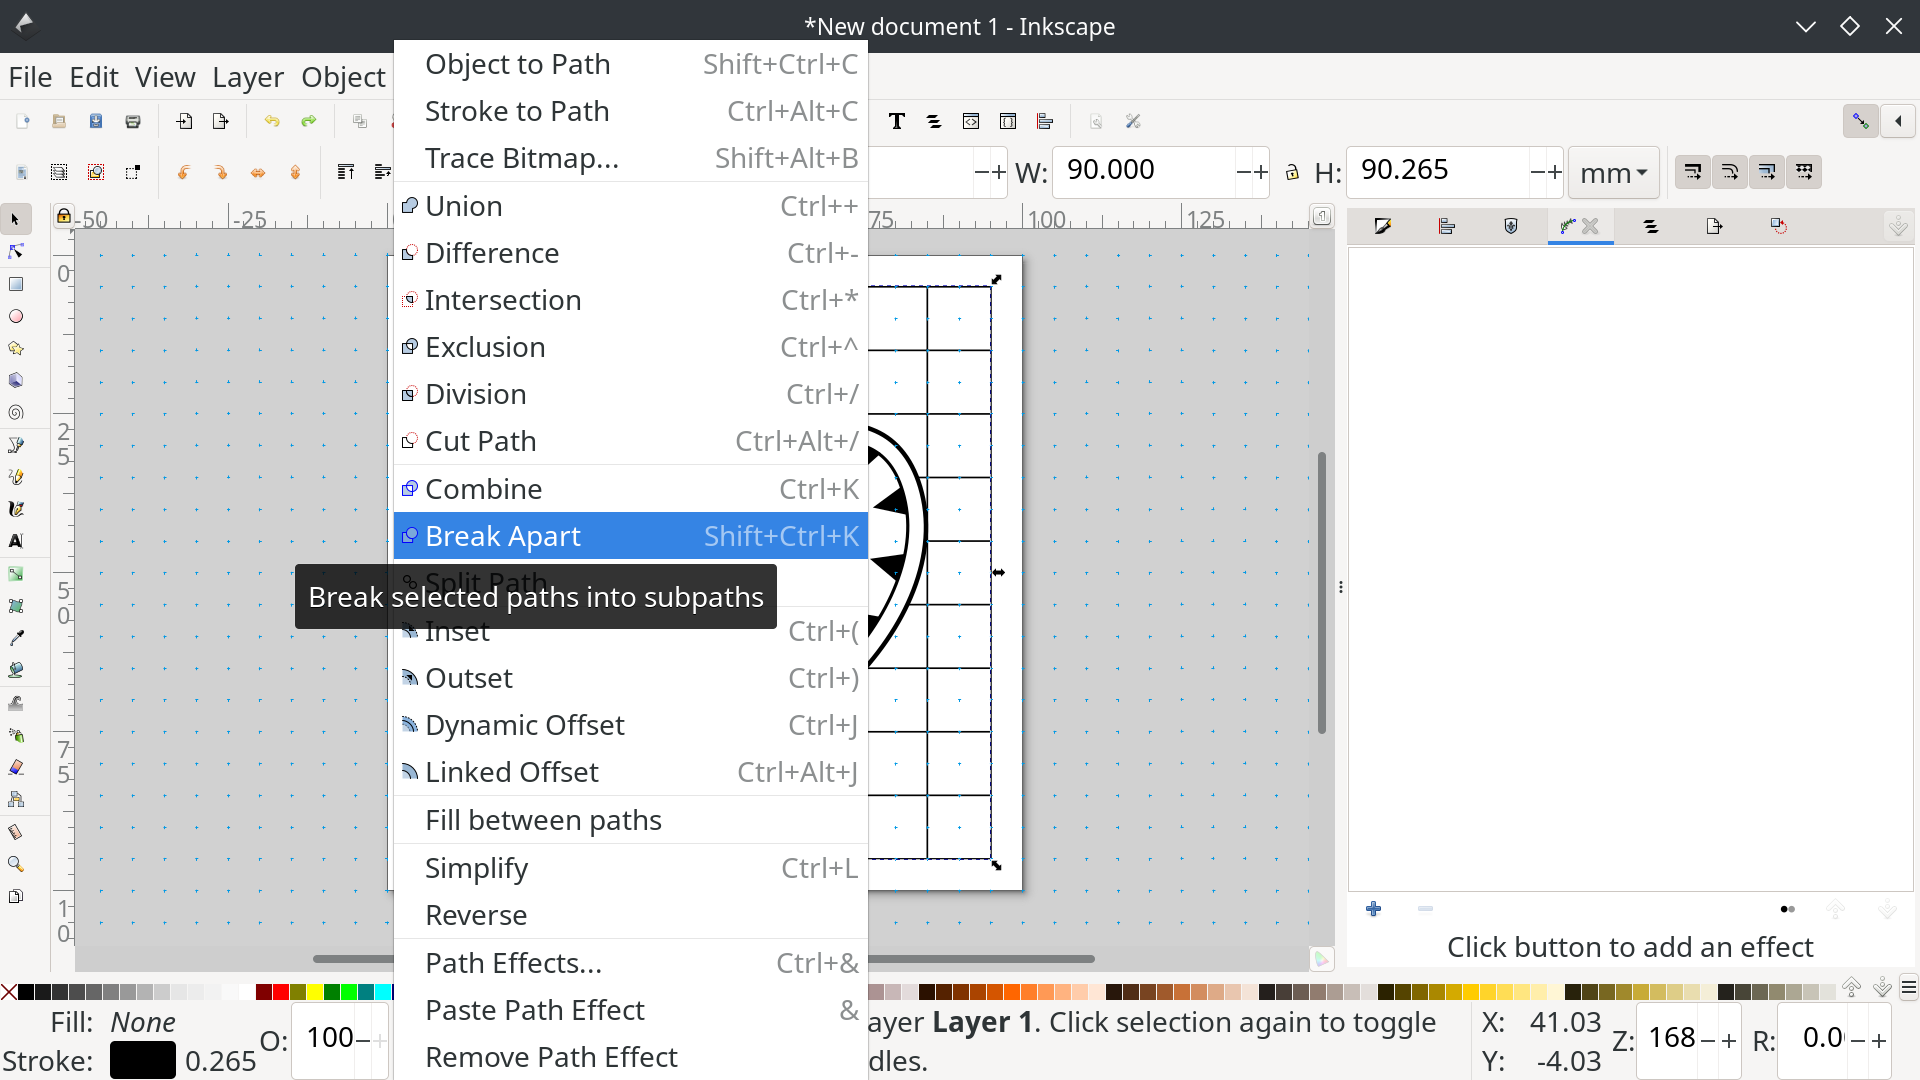 *New document 1 - Inkscape
File Edit View Layer Object
Object to Path Shift+Ctrl+C
Stroke to Path Ctrl+Alt+C
Trace Bitmap... Shift+Alt+B
Union Ctrl++
Difference Ctrl+-
Intersection Ctrl+*
Exclusion Ctrl+^
Division Ctrl+/
Cut Path Ctrl+Alt+/
Combine Ctrl+K
Break Apart Shift+Ctrl+K
Split Path
Break selected paths into subpaths
Inset Ctrl+(
Outset Ctrl+)
Dynamic Offset Ctrl+J
Linked Offset Ctrl+Alt+J
Fill between paths
Simplify Ctrl+L
Reverse
Path Effects... Ctrl+&
Paste Path Effect &
Remove Path Effect
W: 90.000 H: 90.265 mm
-50 -25 75 100 125
0
25
50
75
10
Click button to add an effect
Fill: None
Stroke: 0.265
O: 100
ayer Layer 1. Click selection again to toggle
dles.
X: 41.03
Y: -4.03
Z: 168
R: 0.0